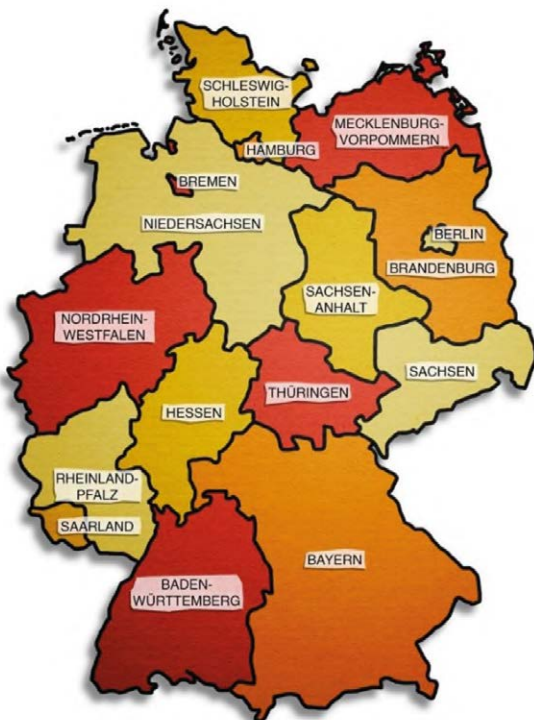 SCHLESWIG-
HOLSTEIN
MECKLENBURG-
VORPOMMERN
HAMBURG
BREMEN
NIEDERSACHSEN
BERLIN
BRANDENBURG
SACHSEN-
ANHALT
NORDRHEIN-
WESTFALEN
SACHSEN
THÜRINGEN
HESSEN
RHEINLAND-
PFALZ
SAARLAND
BAYERN
BADEN-
WÜRTTEMBERG